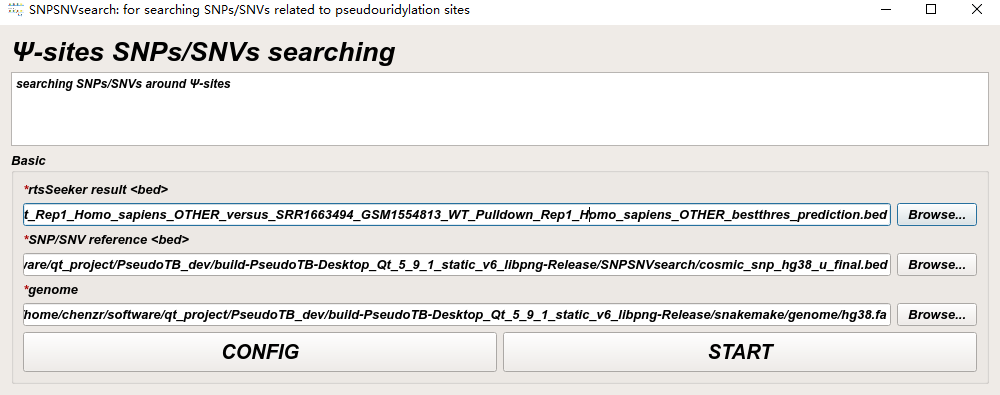 SNPSNVsearch: for searching SNPs/SNVs related to pseudouridylation sites
Ψ-sites SNPs/SNVs searching
searching SNPs/SNVs around Ψ-sites
Basic
*rtsSeeker result <bed>
t_Rep1_Homo_sapiens_OTHER_versus_SRR1663494_GSM1554813_WT_Pulldown_Rep1_Homo_sapiens_OTHER_bestthres_prediction.bed Browse...
*SNP/SNV reference <bed>
vare/qt_project/PseudoTB_dev/build-PseudoTB-Desktop_Qt_5_9_1_static_v6_libpng-Release/SNPSNVsearch/cosmic_snp_hg38_u_final.bed Browse...
*genome
/home/chenzr/software/qt_project/PseudoTB_dev/build-PseudoTB-Desktop_Qt_5_9_1_static_v6_libpng-Release/snakemake/genome/hg38.fa Browse...
CONFIG START